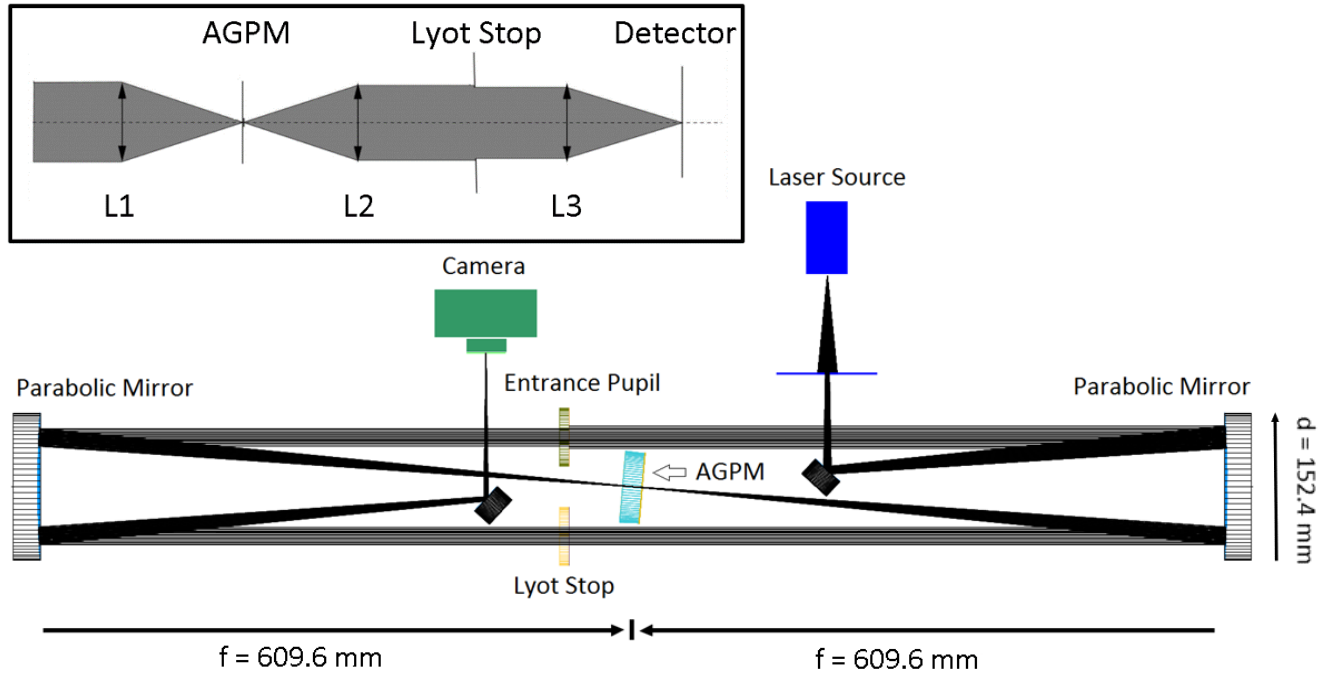 AGPM Lyot Stop Detector
L1 L2 L3
Laser Source
Camera
Parabolic Mirror Entrance Pupil Parabolic Mirror
AGPM
d = 152.4 mm
Lyot Stop
f = 609.6 mm f = 609.6 mm